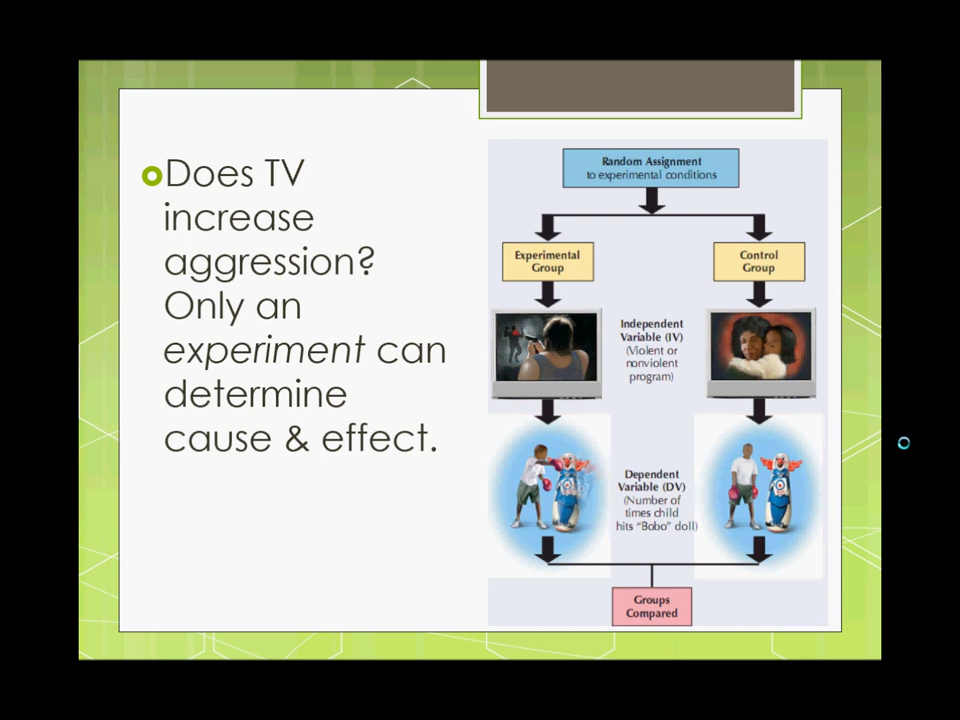 Does TV
increase
aggression?
Only an
experiment can
determine
cause & effect.
Random Assignment
to experimental conditions
Experimental
Group
Control
Group
Independent
Variable (IV)
(Violent or
nonviolent
program)
Dependent
Variable (DV)
(Number of
times child
hits "Bobo" doll)
Groups
Compared